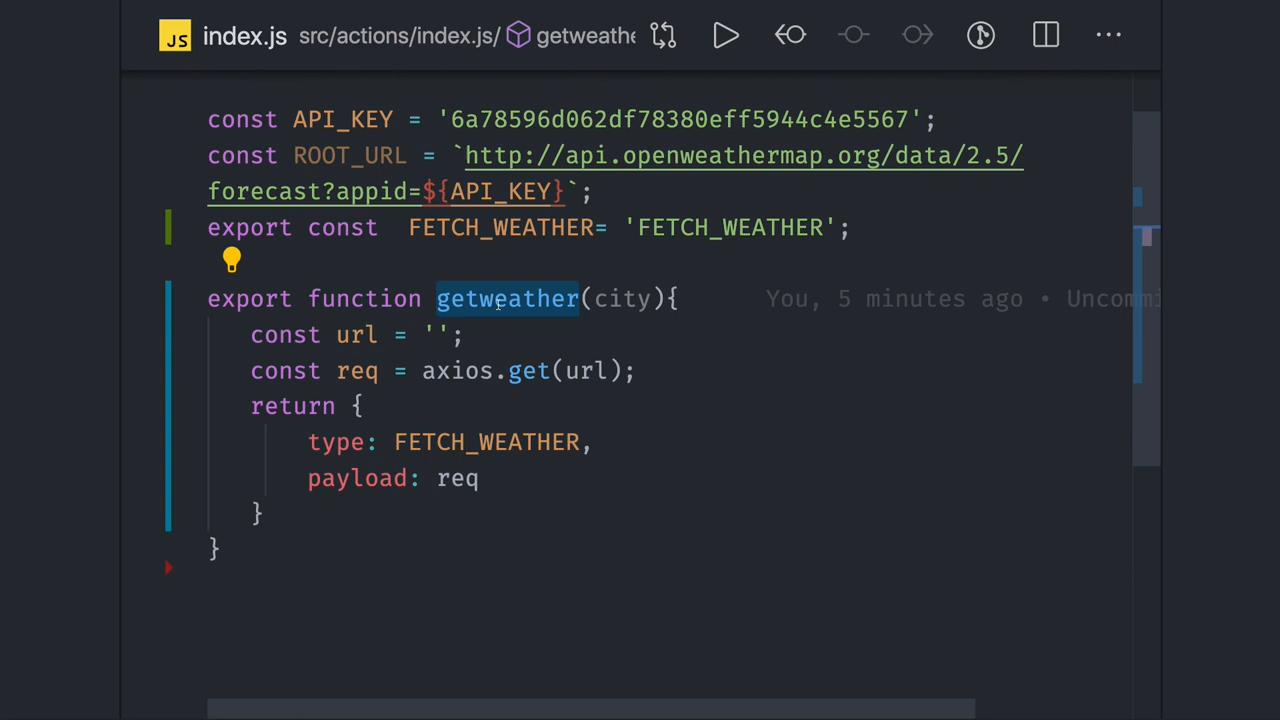 JS index.js src/actions/index.js/ getweathe
const API_KEY = '6a78596d062df78380eff5944c4e5567';
const ROOT_URL = `http://api.openweathermap.org/data/2.5/
forecast?appid=${API_KEY}`;
export const  FETCH_WEATHER= 'FETCH_WEATHER';
export function getweather(city){ You, 5 minutes ago • Uncommi
const url = '';
const req = axios.get(url);
return {
type: FETCH_WEATHER,
payload: req
}
}